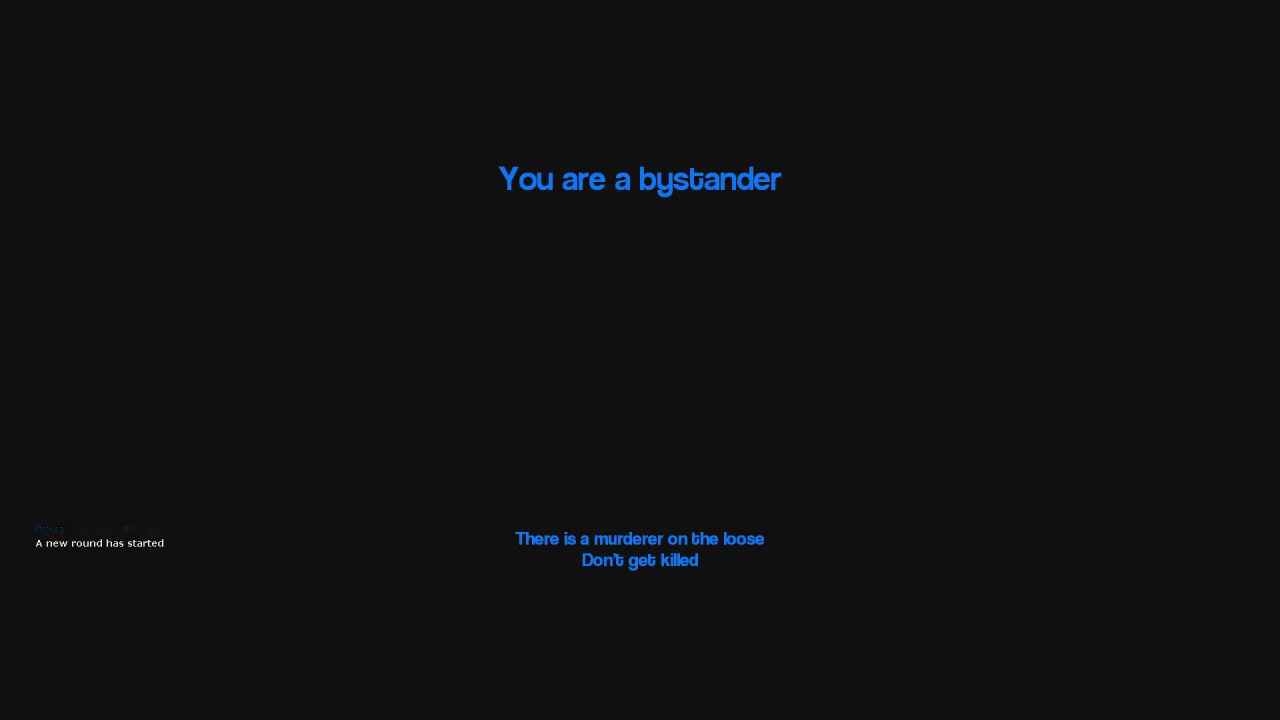 You are a bystander
A new round has started
There is a murderer on the loose
Don't get killed